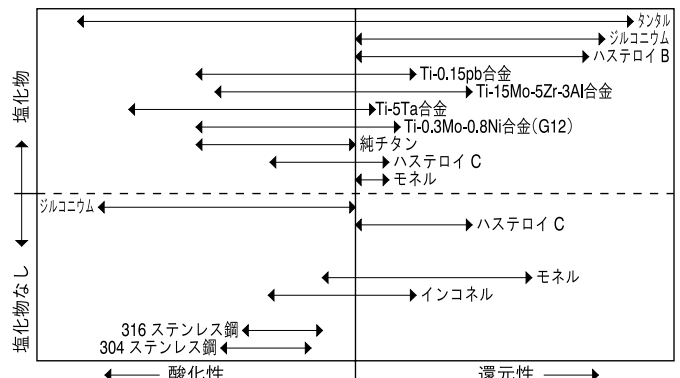 タンタル
ジルコニウム
ハステロイ B
Ti-0.15pb合金
Ti-15Mo-5Zr-3Al合金
Ti-5Ta合金
Ti-0.3Mo-0.8Ni合金(G12)
純チタン
ハステロイ C
モネル
塩化物
ジルコニウム
ハステロイ C
モネル
インコネル
316 ステンレス鋼
304 ステンレス鋼
塩化物なし
酸化性
還元性